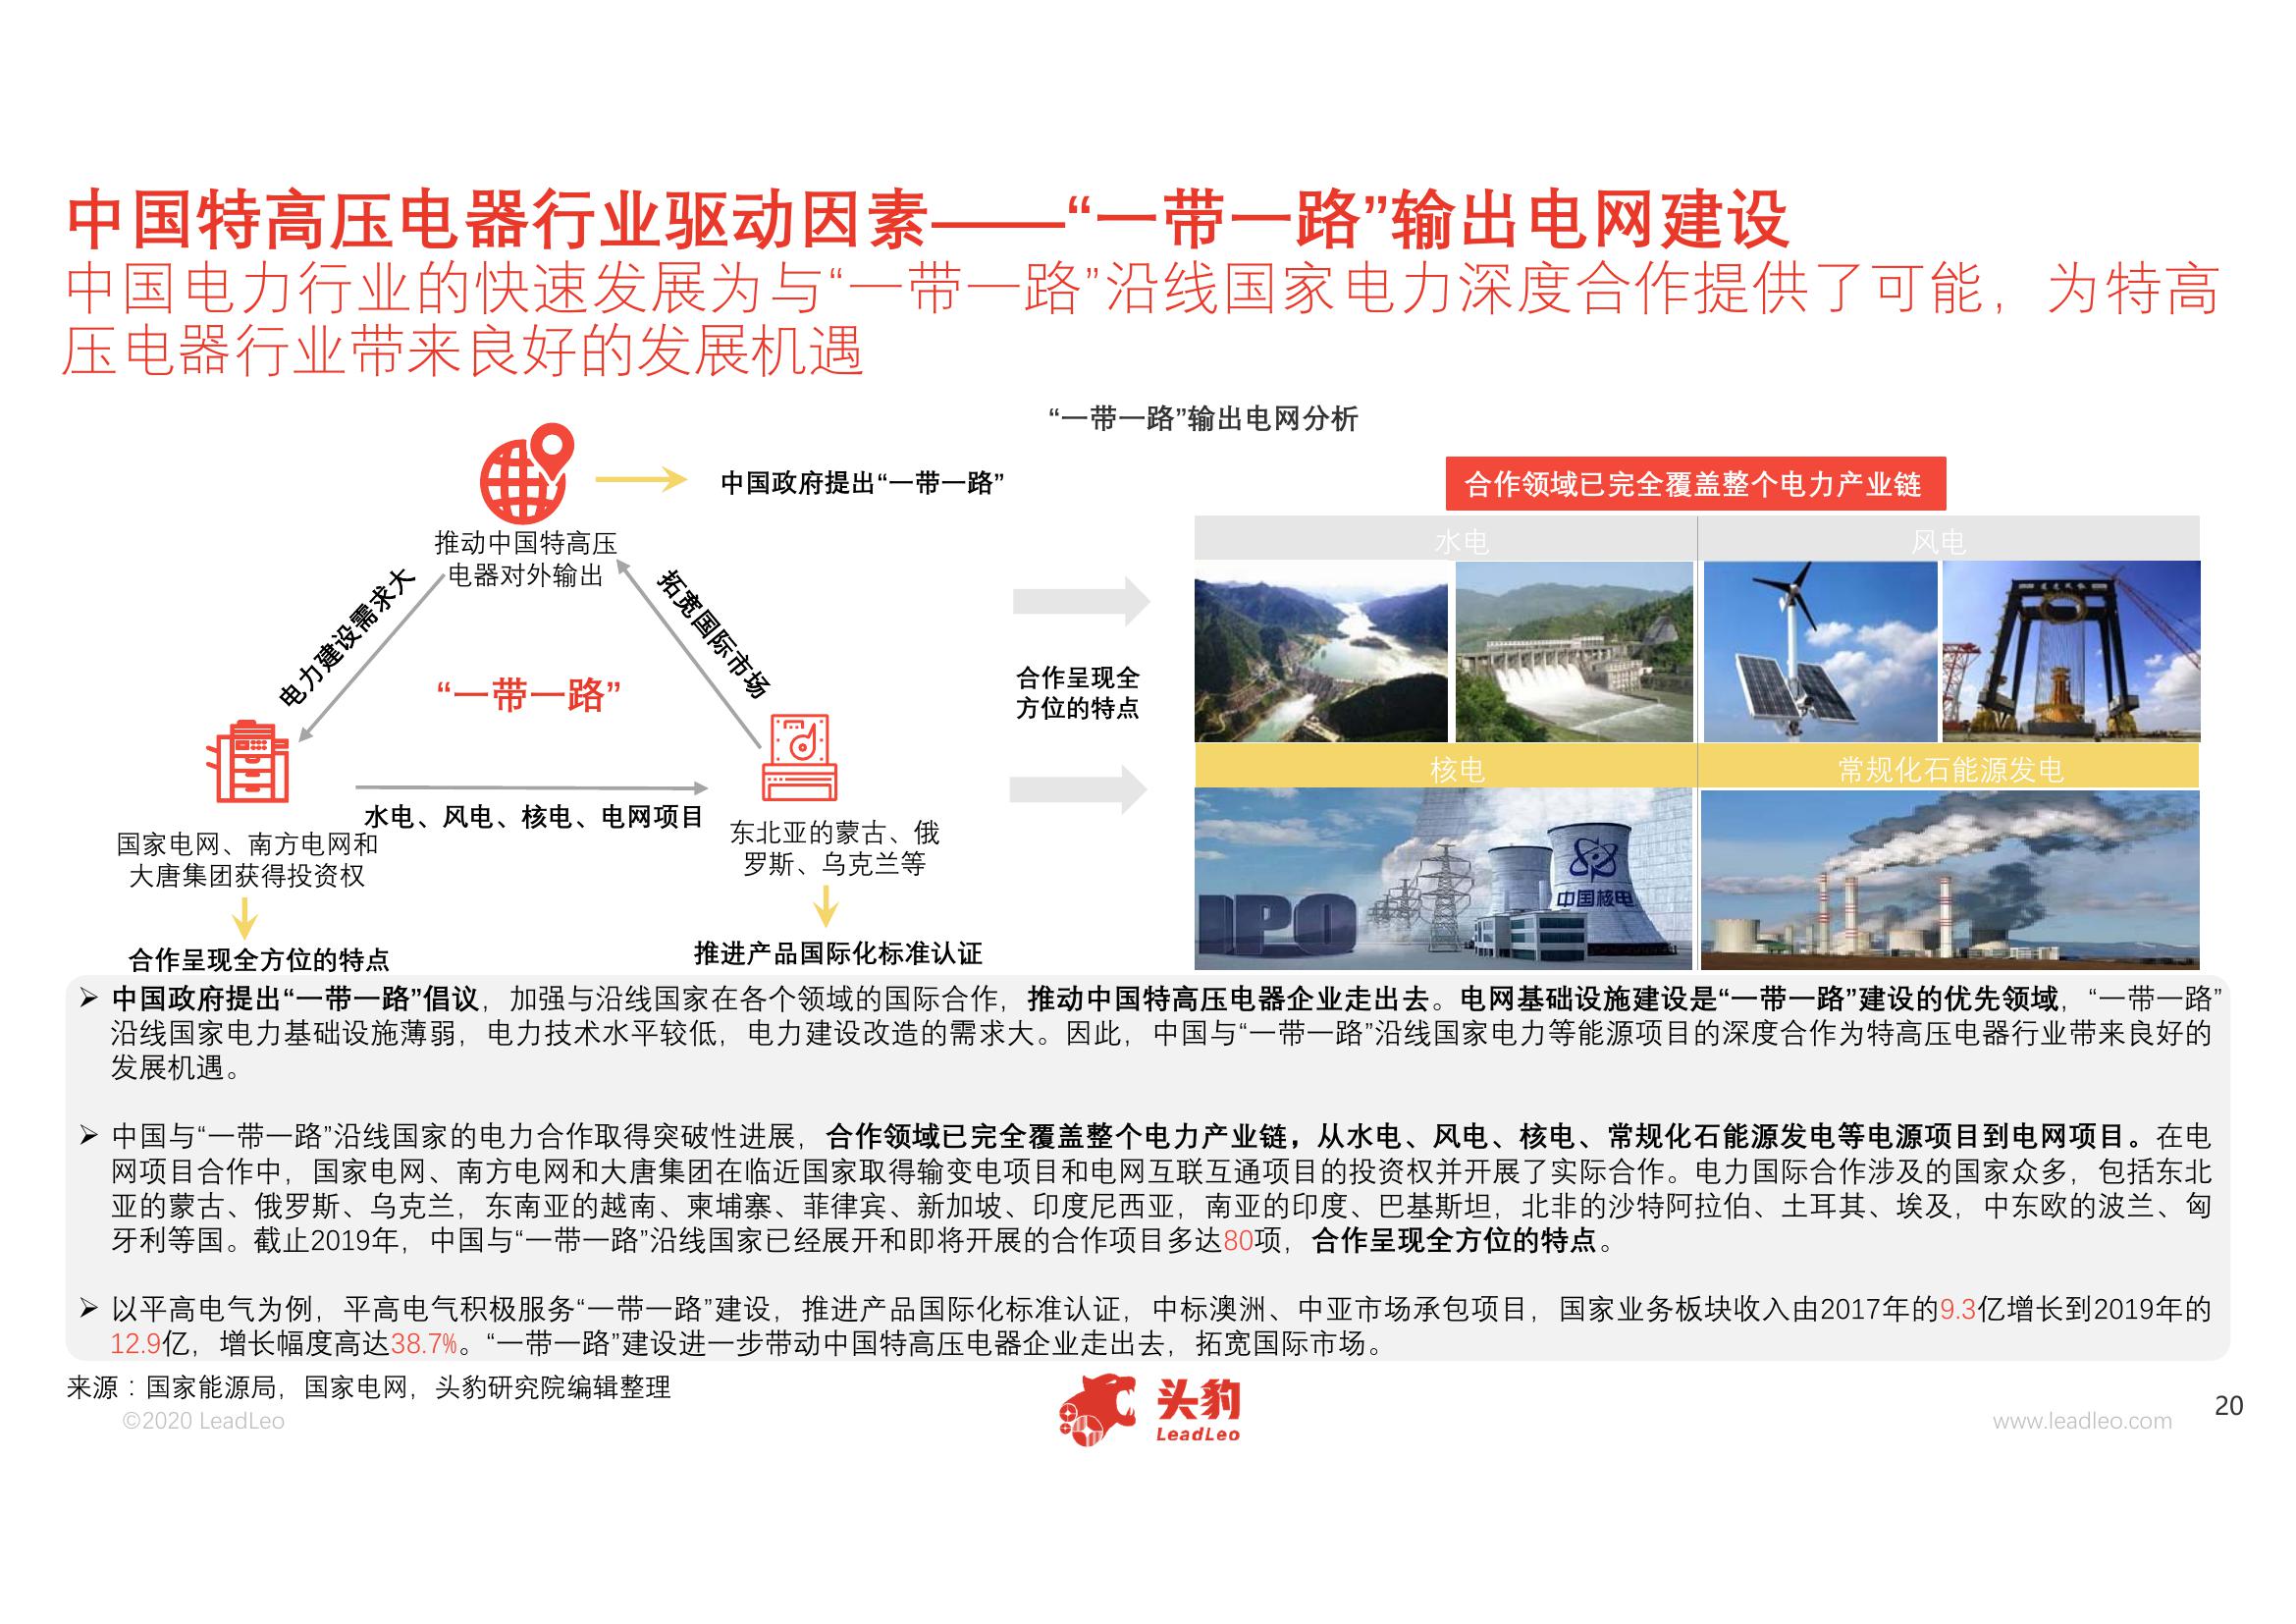 中国特高压电器行业驱动因素——“一带一路”输出电网建设
中国电力行业的快速发展为与“一带一路”沿线国家电力深度合作提供了可能，为特高
压电器行业带来良好的发展机遇
“一带一路”输出电网分析
中国政府提出“一带一路”
推动中国特高压
电器对外输出
电力建设需求大
拓宽国际市场
“一带一路”
水电、风电、核电、电网项目
国家电网、南方电网和
大唐集团获得投资权
合作呈现全方位的特点
东北亚的蒙古、俄
罗斯、乌克兰等
推进产品国际化标准认证
合作呈现全
方位的特点
合作领域已完全覆盖整个电力产业链
水电
风电
核电
常规化石能源发电
IPO
中国核电
➢ 中国政府提出“一带一路”倡议，加强与沿线国家在各个领域的国际合作，推动中国特高压电器企业走出去。电网基础设施建设是“一带一路”建设的优先领域，“一带一路”
沿线国家电力基础设施薄弱，电力技术水平较低，电力建设改造的需求大。因此，中国与“一带一路”沿线国家电力等能源项目的深度合作为特高压电器行业带来良好的
发展机遇。
➢ 中国与“一带一路”沿线国家的电力合作取得突破性进展，合作领域已完全覆盖整个电力产业链，从水电、风电、核电、常规化石能源发电等电源项目到电网项目。在电
网项目合作中，国家电网、南方电网和大唐集团在临近国家取得输变电项目和电网互联互通项目的投资权并开展了实际合作。电力国际合作涉及的国家众多，包括东北
亚的蒙古、俄罗斯、乌克兰，东南亚的越南、柬埔寨、菲律宾、新加坡、印度尼西亚，南亚的印度、巴基斯坦，北非的沙特阿拉伯、土耳其、埃及，中东欧的波兰、匈
牙利等国。截止2019年，中国与“一带一路”沿线国家已经展开和即将开展的合作项目多达80项，合作呈现全方位的特点。
➢ 以平高电气为例，平高电气积极服务“一带一路”建设，推进产品国际化标准认证，中标澳洲、中亚市场承包项目，国家业务板块收入由2017年的9.3亿增长到2019年的
12.9亿，增长幅度高达38.7%。“一带一路”建设进一步带动中国特高压电器企业走出去，拓宽国际市场。
来源：国家能源局，国家电网，头豹研究院编辑整理
©2020 LeadLeo
头豹
LeadLeo
www.leadleo.com
20